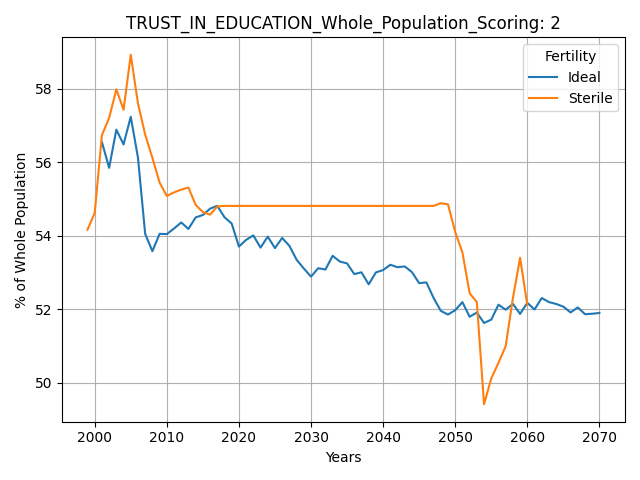 TRUST_IN_EDUCATION_Whole_Population_Scoring: 2
Fertility
Ideal
Sterile
% of Whole Population
58
56
54
52
50
2000 2010 2020 2030 2040 2050 2060 2070
Years